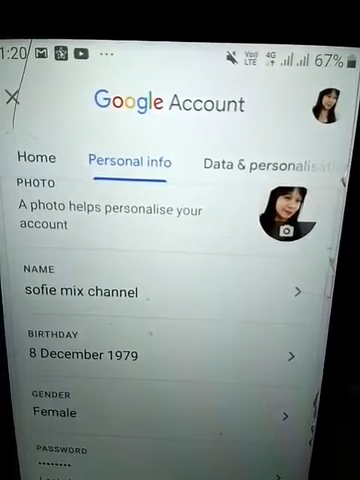 1:20 ... Vo)) LTE 4G 67%
Google Account
Home Personal info Data & personalisati
PHOTO
A photo helps personalise your
account
NAME
sofie mix channel
BIRTHDAY
8 December 1979
GENDER
Female
PASSWORD
••••••••